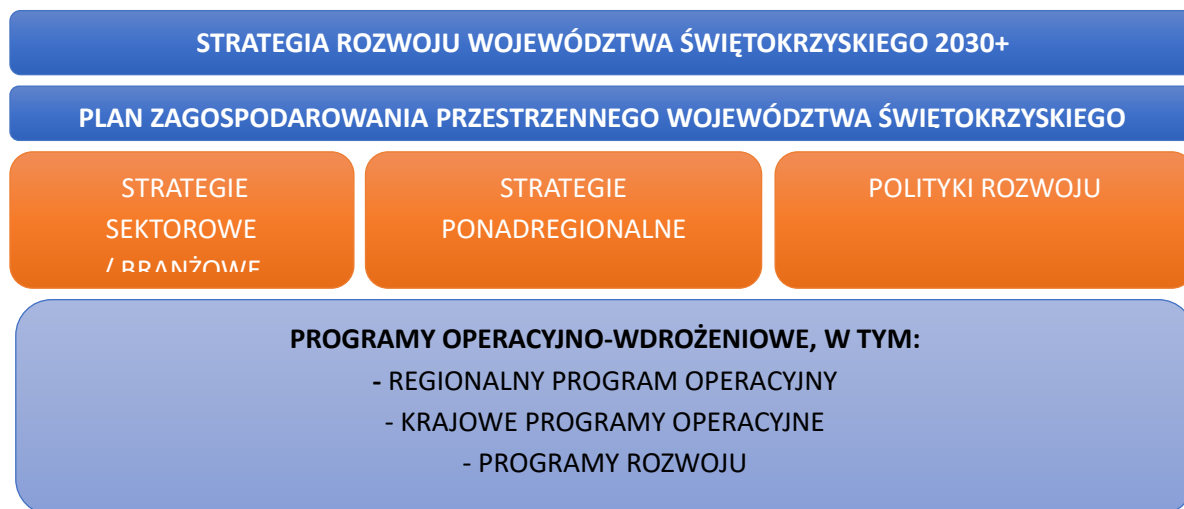 STRATEGIA ROZWOJU WOJEWÓDZTWA ŚWIĘTOKRZYSKIEGO 2030+
PLAN ZAGOSPODAROWANIA PRZESTRZENNEGO WOJEWÓDZTWA ŚWIĘTOKRZYSKIEGO
STRATEGIE
SEKTOROWE
/ BRANŻOWE
STRATEGIE
PONADREGIONALNE
POLITYKI ROZWOJU
PROGRAMY OPERACYJNO-WDROŻENIOWE, W TYM:
- REGIONALNY PROGRAM OPERACYJNY
- KRAJOWE PROGRAMY OPERACYJNE
- PROGRAMY ROZWOJU